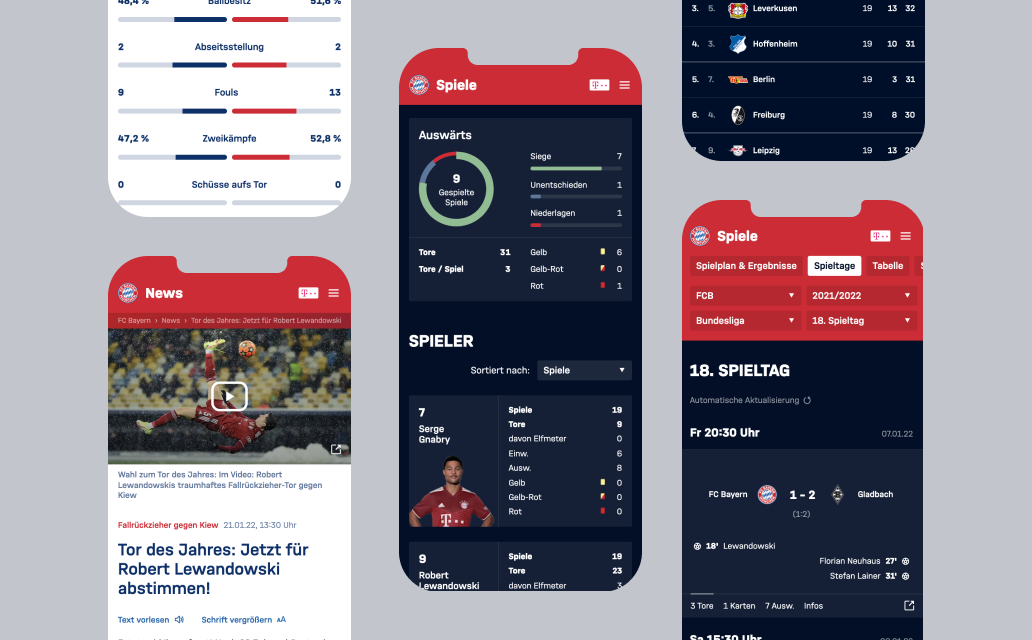 48,4 % Ballbesitz 51,6 %
2 Abseitsstellung 2
9 Fouls 13
47,2 % Zweikämpfe 52,8 %
0 Schüsse aufs Tor 0
News
FC Bayern › News › Tor des Jahres: Jetzt für Robert Lewandowski
Wahl zum Tor des Jahres: Im Video: Robert
Lewandowskis traumhaftes Fallrückzieher-Tor gegen
Kiew
Fallrückzieher gegen Kiew 21.01.22, 13:30 Uhr
Tor des Jahres: Jetzt für
Robert Lewandowski
abstimmen!
Text vorlesen Schrift vergrößern AA
Spiele
Auswärts
9
Gespielte
Spiele
Siege 7
Unentschieden 1
Niederlagen 1
Tore 31
Tore / Spiel 3
Gelb 6
Gelb-Rot 0
Rot 1
SPIELER
Sortiert nach: Spiele
7
Serge
Gnabry
Spiele 19
Tore 9
davon Elfmeter 0
Einw. 6
Ausw. 8
Gelb 0
Gelb-Rot 0
Rot 0
9
Robert
Lewandowski
Spiele 19
Tore 23
davon Elfmeter 3
3. 5. Leverkusen 19 13 32
4. 3. Hoffenheim 19 10 31
5. 7. Berlin 19 3 31
6. 4. Freiburg 19 8 30
7. 9. Leipzig 19 13
Spiele
Spielplan & Ergebnisse Spieltage Tabelle
FCB 2021/2022
Bundesliga 18. Spieltag
18. SPIELTAG
Automatische Aktualisierung
Fr 20:30 Uhr 07.01.22
FC Bayern 1 - 2 Gladbach
(1:2)
18' Lewandowski
Florian Neuhaus 27'
Stefan Lainer 31'
3 Tore 1 Karten 7 Ausw. Infos
Sa 15:30 Uhr